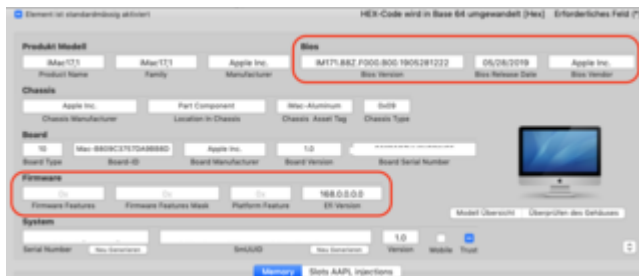 Element ist standardmässig aktiviert
HEX-Code wird in Base 64 umgewandelt [Hex] Erforderliches Feld (*
Produkt Modell
Bios
iMac17,1 iMac17,1 Apple Inc. IM171.88Z.F000.B00.1905281222 05/28/2019 Apple Inc.
Product Name Family Manufacturer Bios Version Bios Release Date Bios Vendor
Chassis
Apple Inc. Part Component iMac-Aluminum 0x09
Chassis Manufacturer Location In Chassis Chassis Asset Tag Chassis Type
Board
10 Mac-B809C3757DA9BB8D Apple Inc. 1.0
Board Type Board-ID Board Manufacturer Board Version Board Serial Number
Firmware
0x 0x 0x 168.0.0.0.0
Firmware Features Firmware Features Mask Platform Feature Efi Version
Modell Übersicht Überprüfen des Gehäuses
System
1.0
Serial Number Neu Generieren SmUUID Neu Generieren Version Mobile Trust
Memory Slots AAPL Injections